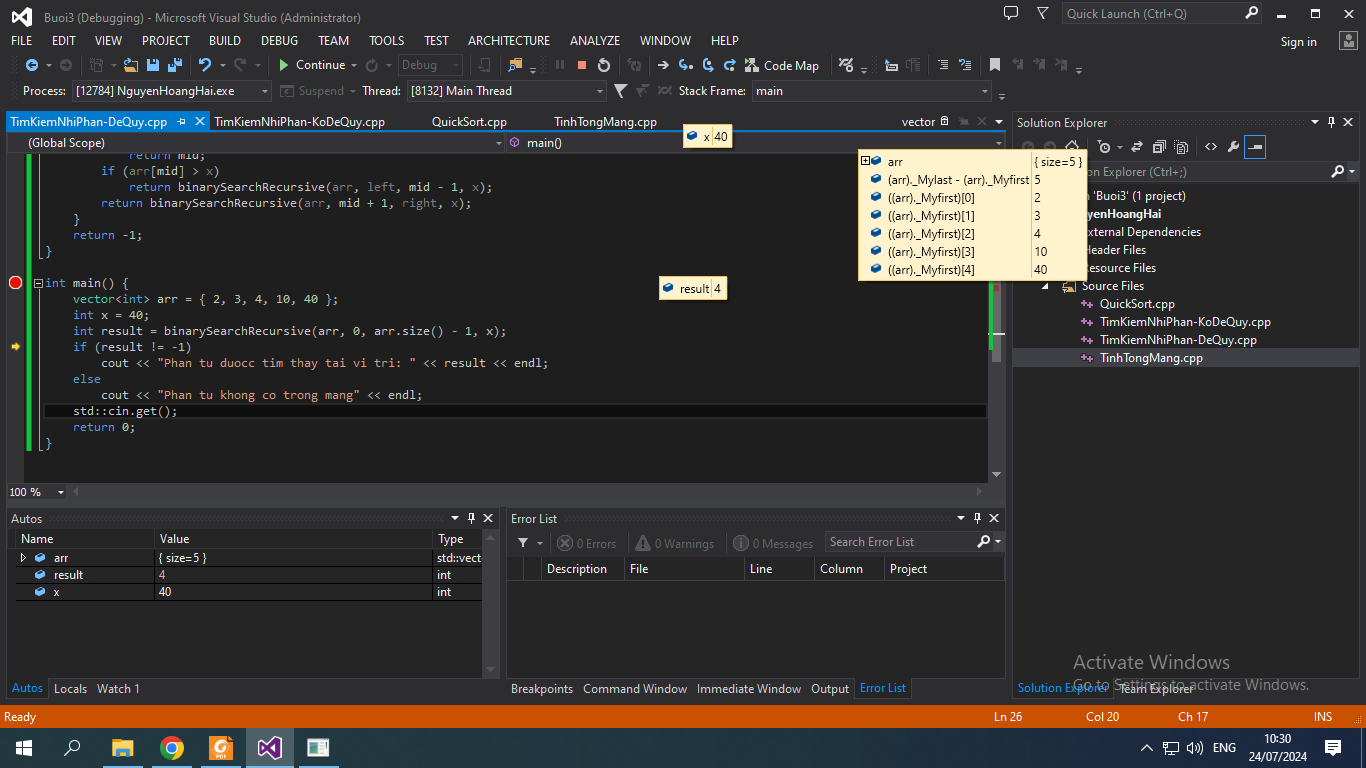 Buoi3 (Debugging) - Microsoft Visual Studio (Administrator)
Quick Launch (Ctrl+Q)
FILE EDIT VIEW PROJECT BUILD DEBUG TEAM TOOLS TEST ARCHITECTURE ANALYZE WINDOW HELP
Sign in
Continue Debug Code Map
Process: [12784] NguyenHoangHai.exe Suspend Thread: [8132] Main Thread Stack Frame: main
TimKiemNhiPhan-DeQuy.cpp TimKiemNhiPhan-KoDeQuy.cpp QuickSort.cpp TinhTongMang.cpp vector
x 40
(Global Scope) main()
return mid;
if (arr[mid] > x)
return binarySearchRecursive(arr, left, mid - 1, x);
return binarySearchRecursive(arr, mid + 1, right, x);
}
return -1;
}
int main() {
vector<int> arr = { 2, 3, 4, 10, 40 };
int x = 40;
int result = binarySearchRecursive(arr, 0, arr.size() - 1, x);
if (result != -1)
cout << "Phan tu duocc tim thay tai vi tri: " << result << endl;
else
cout << "Phan tu khong co trong mang" << endl;
std::cin.get();
return 0;
}
result 4
arr { size=5 }
(arr)._Mylast - (arr)._Myfirst 5
((arr)._Myfirst)[0] 2
((arr)._Myfirst)[1] 3
((arr)._Myfirst)[2] 4
((arr)._Myfirst)[3] 10
((arr)._Myfirst)[4] 40
100 %
Solution Explorer
Explorer (Ctrl+;)
'Buoi3' (1 project)
yenHoangHai
xternal Dependencies
Header Files
esource Files
Source Files
QuickSort.cpp
TimKiemNhiPhan-KoDeQuy.cpp
TimKiemNhiPhan-DeQuy.cpp
TinhTongMang.cpp
Autos
Name Value Type
arr { size=5 } std::vect
result 4 int
x 40 int
Autos Locals Watch 1
Error List
0 Errors 0 Warnings 0 Messages Search Error List
Description File Line Column Project
Breakpoints Command Window Immediate Window Output Error List
Activate Windows
Go to Settings to activate Windows.
Solution Explorer Team Explorer
Ready Ln 26 Col 20 Ch 17 INS
ENG
10:30
24/07/2024